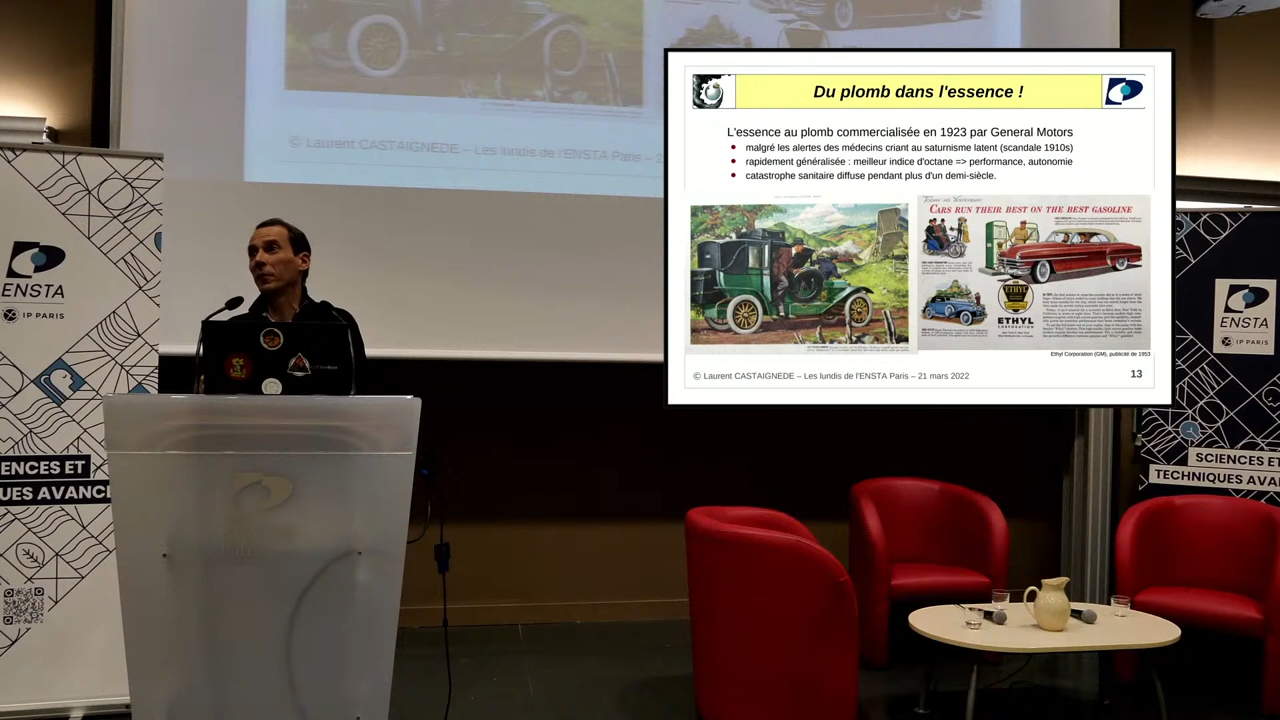 © Laurent CASTAIGNEDE – Les lundis de l'ENSTA Paris – 2
ENSTA
IP PARIS
ENCES ET
UES AVANC
Du plomb dans l'essence !
L'essence au plomb commercialisée en 1923 par General Motors
malgré les alertes des médecins criant au saturnisme latent (scandale 1910s)
rapidement généralisée : meilleur indice d'octane => performance, autonomie
catastrophe sanitaire diffuse pendant plus d'un demi-siècle.
TODAY AS YESTERDAY
CARS RUN THEIR BEST ON THE BEST GASOLINE
ETHYL
ETHYL
CORPORATION
Ethyl Corporation (GM), publicité de 1953
© Laurent CASTAIGNEDE – Les lundis de l'ENSTA Paris – 21 mars 2022
13
ENSTA
IP PARIS
SCIENCES ET
TECHNIQUES AVA